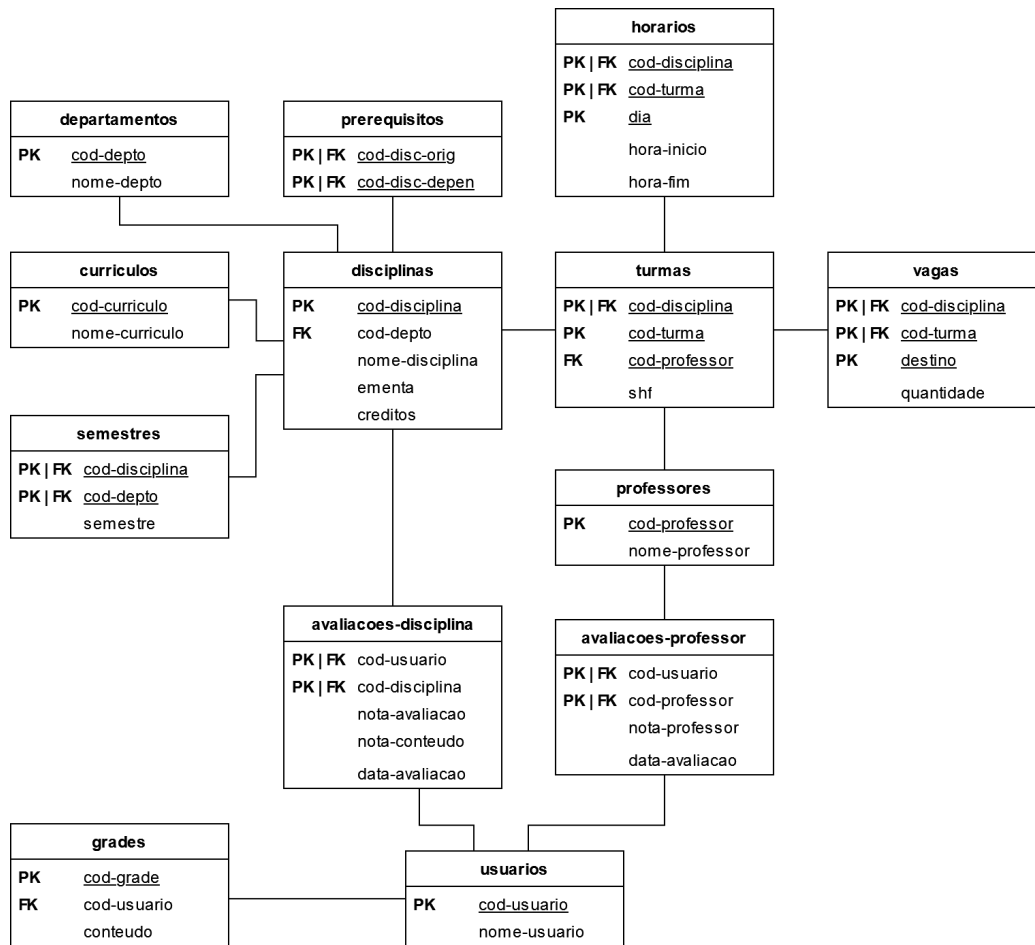 horarios
PK | FK cod-disciplina
PK | FK cod-turma
PK dia
hora-inicio
hora-fim
departamentos
PK cod-depto
nome-depto
prerequisitos
PK | FK cod-disc-orig
PK | FK cod-disc-depen
curriculos
PK cod-curriculo
nome-curriculo
disciplinas
PK cod-disciplina
FK cod-depto
nome-disciplina
ementa
creditos
turmas
PK | FK cod-disciplina
PK cod-turma
FK cod-professor
shf
vagas
PK | FK cod-disciplina
PK | FK cod-turma
PK destino
quantidade
semestres
PK | FK cod-disciplina
PK | FK cod-depto
semestre
professores
PK cod-professor
nome-professor
avaliacoes-disciplina
PK | FK cod-usuario
PK | FK cod-disciplina
nota-avaliacao
nota-conteudo
data-avaliacao
avaliacões-professor
PK | FK cod-usuario
PK | FK cod-professor
nota-professor
data-avaliacao
grades
PK cod-grade
FK cod-usuario
conteudo
usuarios
PK cod-usuario
nome-usuario